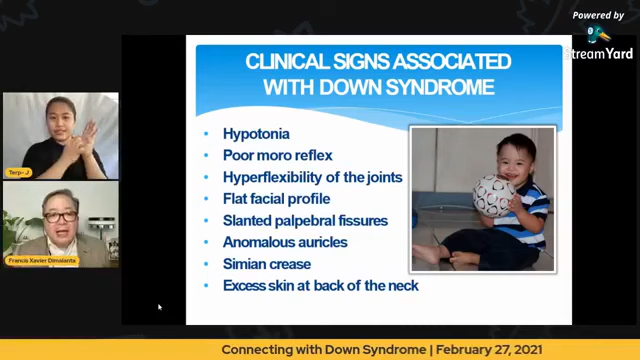 Powered by
StreamYard
CLINICAL SIGNS ASSOCIATED
WITH DOWN SYNDROME
• Hypotonia
• Poor moro reflex
• Hyperflexibility of the joints
• Flat facial profile
• Slanted palpebral fissures
• Anomalous auricles
• Simian crease
• Excess skin at back of the neck
Terp- J
Francis Xavier Dimalanta
Connecting with Down Syndrome | February 27, 2021